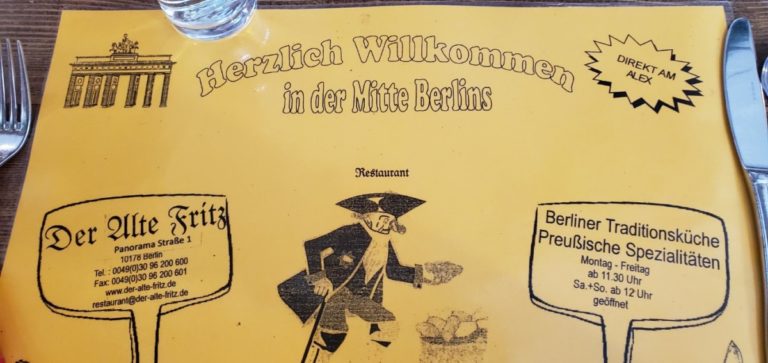 Herzlich Willkommen
in der Mitte Berlins
DIREKT AM
ALEX
Restaurant
Der Alte Fritz
Panorama Straße 1
10178 Berlin
Tel. : 0049(0)30 96 200 600
Fax: 0049(0)30 96 200 601
www.der-alte-fritz.de
restaurant@der-alte-fritz.de
Berliner Traditionsküche
Preußische Spezialitäten
Montag - Freitag
ab 11.30 Uhr
Sa.+So. ab 12 Uhr
geöffnet